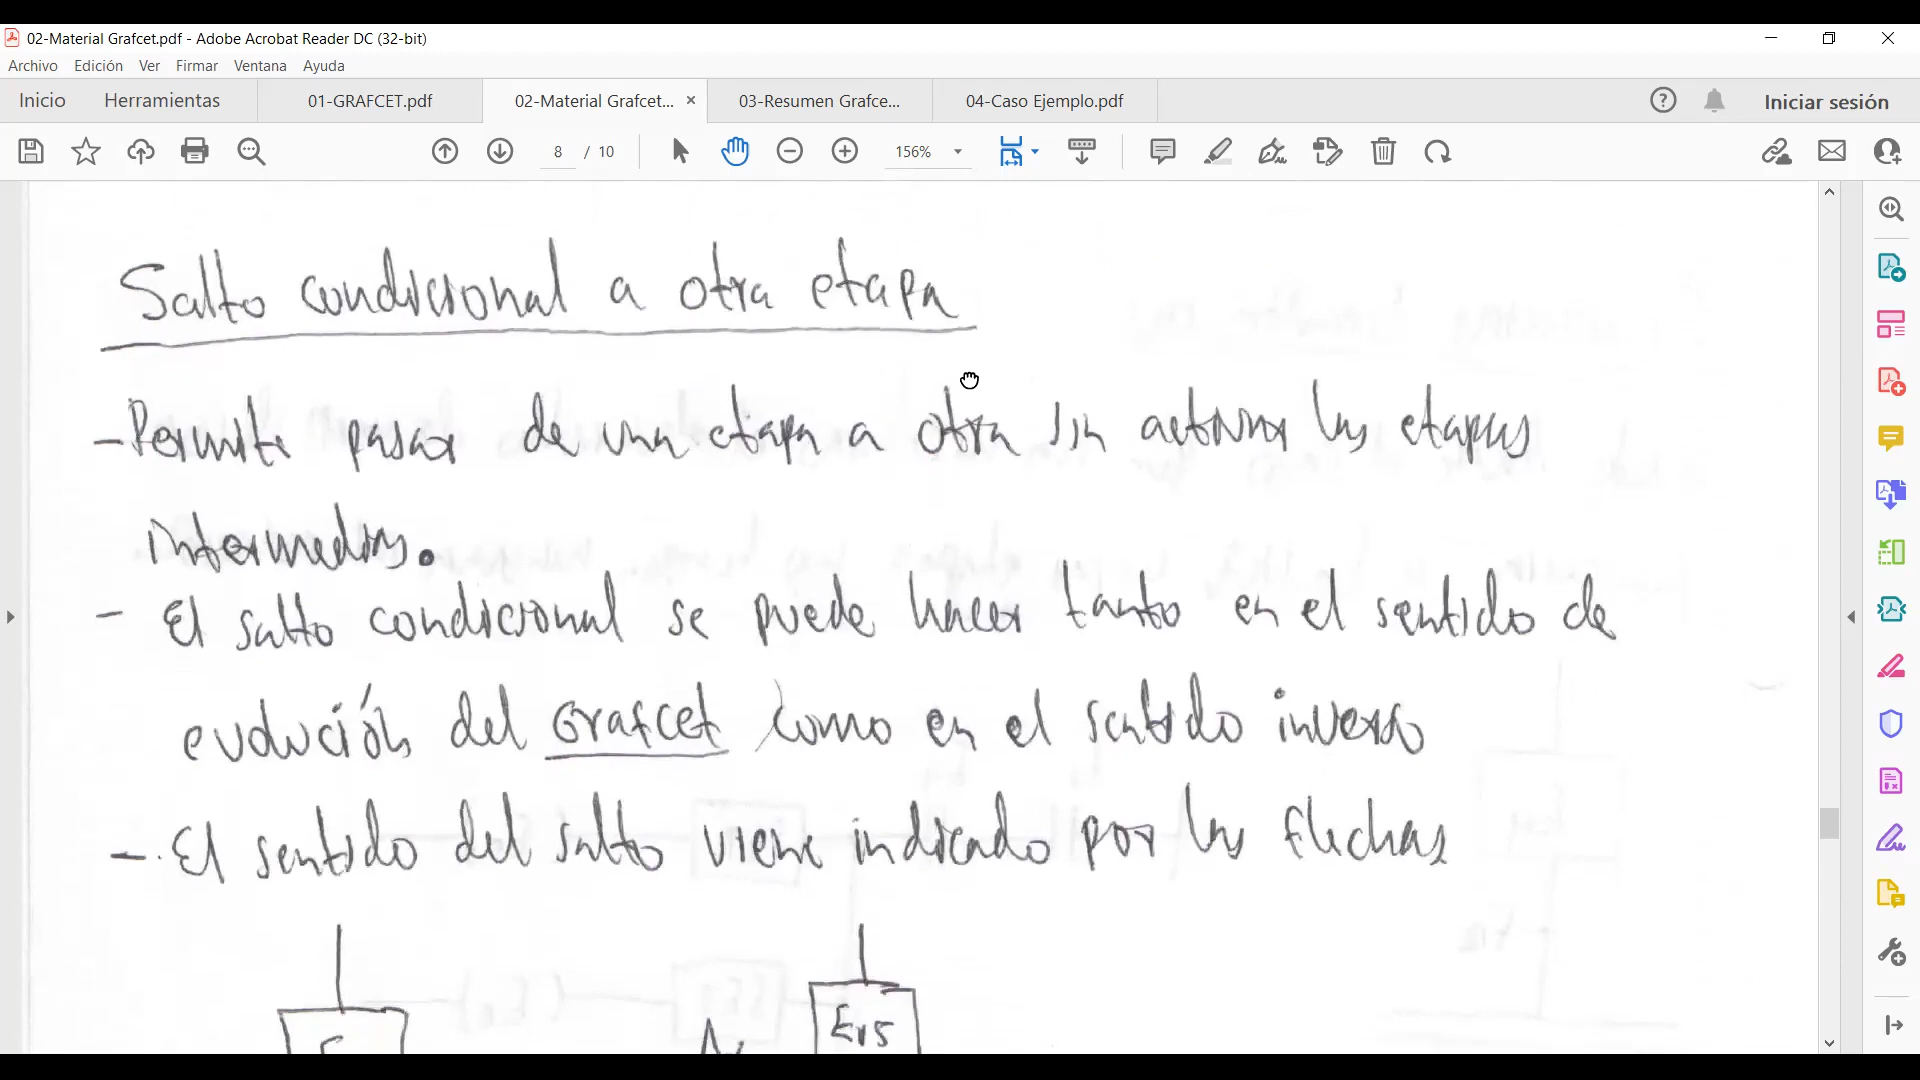 02-Material Grafcet.pdf - Adobe Acrobat Reader DC (32-bit)
Archivo Edición Ver Firmar Ventana Ayuda
Inicio Herramientas 01-GRAFCET.pdf 02-Material Grafcet... × 03-Resumen Grafce... 04-Caso Ejemplo.pdf Iniciar sesión
8 / 10 156%
Salto condicional a otra etapa
- Permite pasar de una etapa a otra sin activar las etapas
intermedias.
- El salto condicional se puede hacer tanto en el sentido de
evolución del Grafcet como en el sentido inverso
- El sentido del salto viene indicado por las flechas